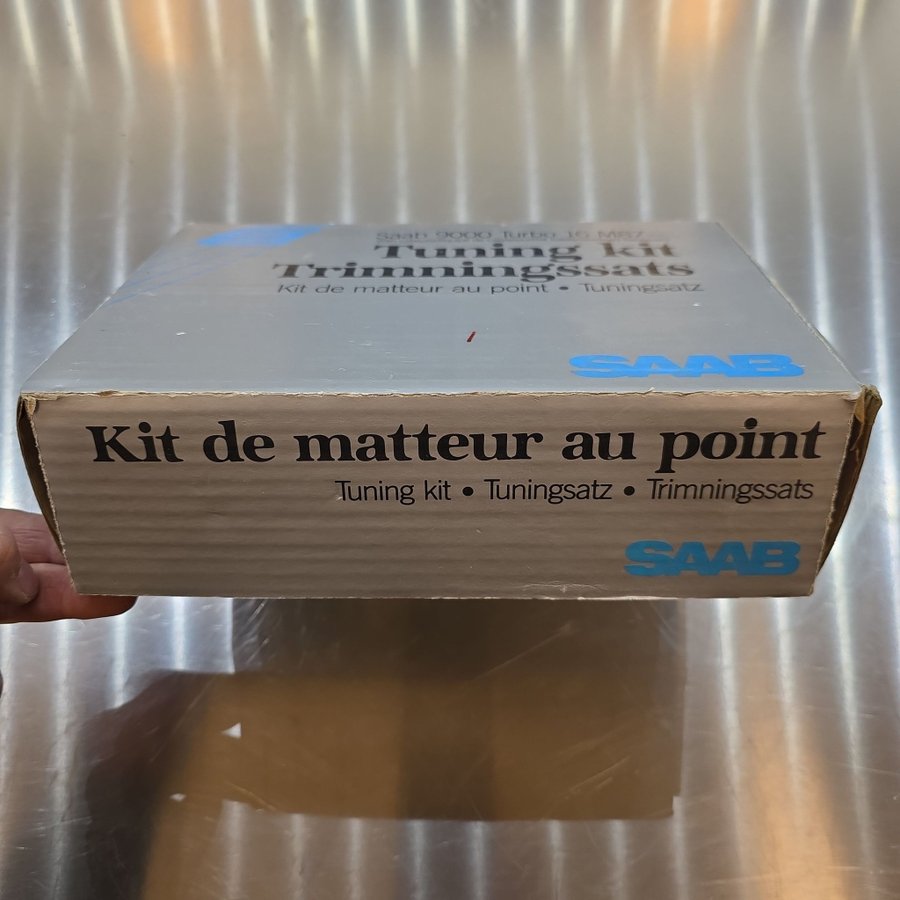 Saab 9000 Turbo 16 M87-
Tuning kit
Trimningssats
Kit de matteur au point • Tuningsatz
SAAB
Kit de matteur au point
Tuning kit • Tuningsatz • Trimningssats
SAAB